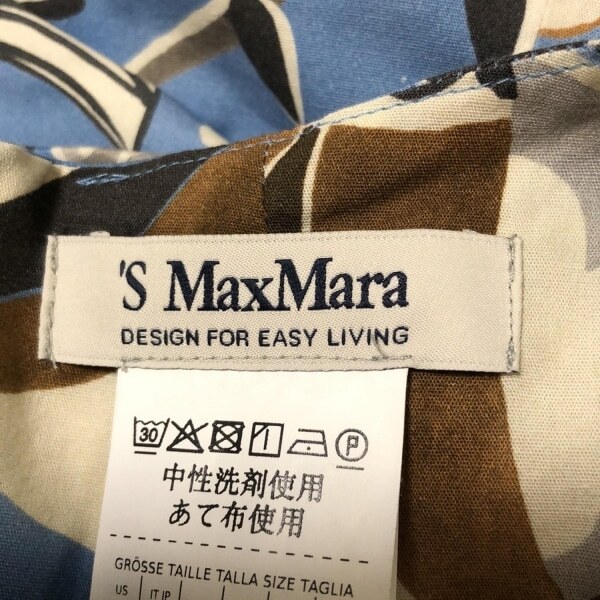 'S MaxMara
DESIGN FOR EASY LIVING
30 P
中性洗剤使用
あて布使用
GRÖSSE TAILLE TALLA SIZE TAGLIA
US IT JP